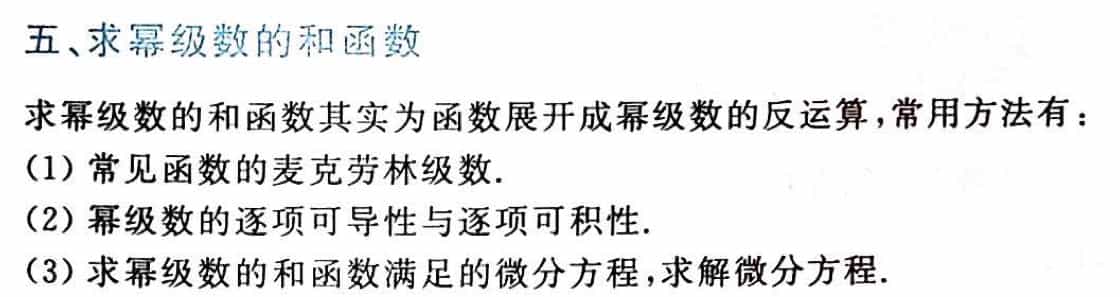 五、求幂级数的和函数
求幂级数的和函数其实为函数展开成幂级数的反运算,常用方法有:
(1) 常见函数的麦克劳林级数.
(2) 幂级数的逐项可导性与逐项可积性.
(3) 求幂级数的和函数满足的微分方程,求解微分方程.